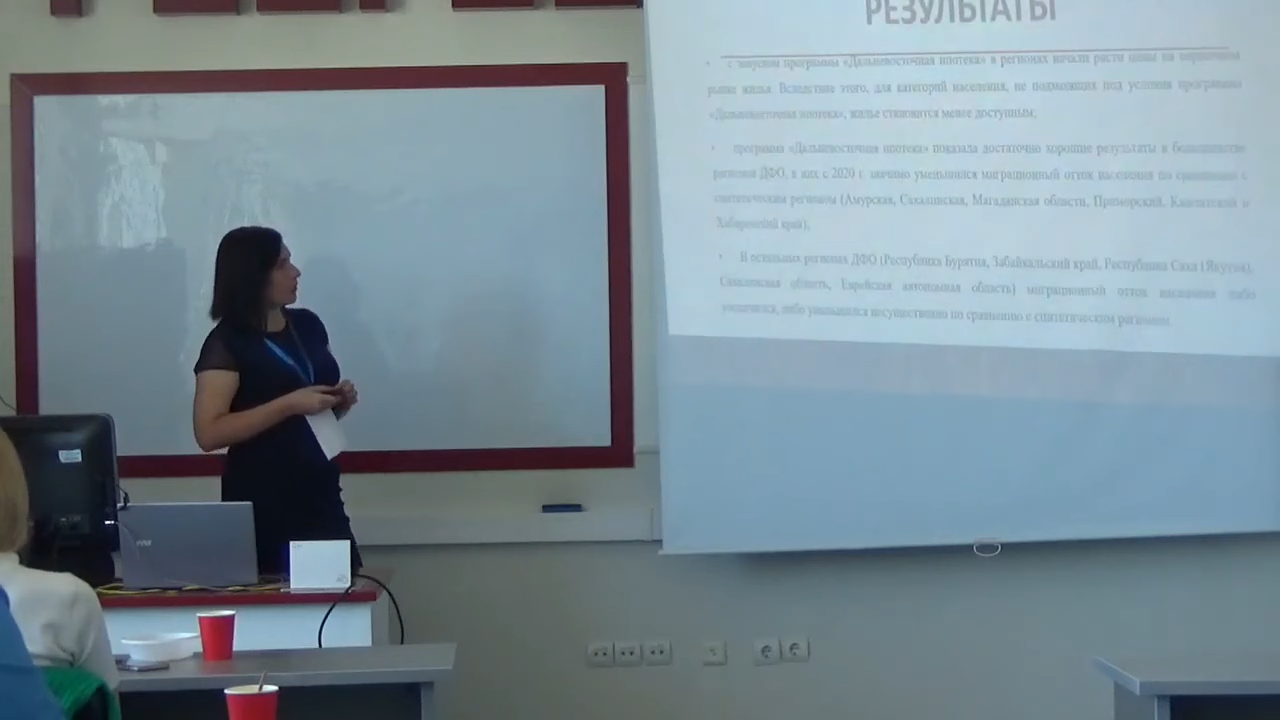 РЕЗУЛЬТАТЫ
с запуском программы «Дальневосточная ипотека» в регионах начали расти цены на первичном
рынке жилья. Вследствие этого, для категорий населения, не подходящих под условия программы
«Дальневосточная ипотека», жилье становится менее доступным;
программа «Дальневосточная ипотека» показала достаточно хорошие результаты в большинстве
регионов ДФО, в них с 2020 г. значимо уменьшился миграционный отток населения по сравнению с
синтетическим регионом (Амурская, Сахалинская, Магаданская области, Приморский, Камчатский и
Хабаровский край);
В остальных регионах ДФО (Республика Бурятия, Забайкальский край, Республика Саха (Якутия),
Сахалинская область, Еврейская автономная область) миграционный отток населения либо
увеличился, либо уменьшился несущественно по сравнению с синтетическим регионом.
msi